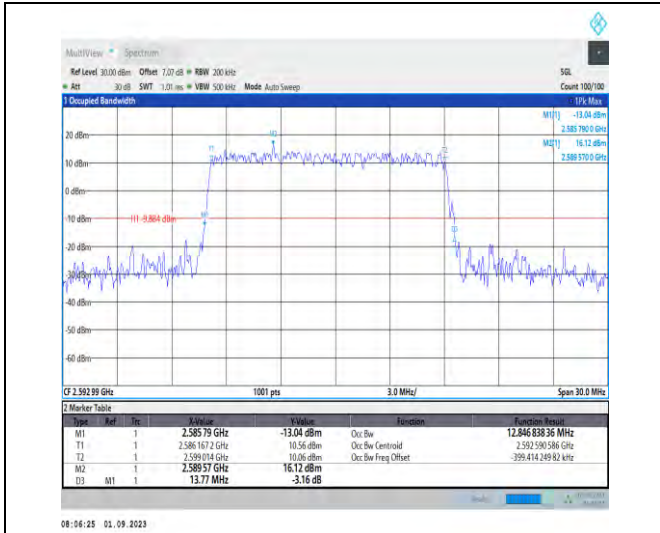 MultiView Spectrum
Ref Level 30.00 dBm Offset 7.07 dB RBW 200 kHz SGL
Att 30 dB SWT 1.01 ms VBW 500 kHz Mode Auto Sweep Count 100/100
1 Occupied Bandwidth 1Pk Max
M1[1] -13.04 dBm
2.585 790 0 GHz
M2[1] 16.12 dBm
2.589 570 0 GHz
20 dBm
10 dBm
0 dBm
-10 dBm
H1 -9.884 dBm
-20 dBm
-30 dBm
-40 dBm
-50 dBm
-60 dBm
M2
T1
T2
M1
D3
CF 2.592 99 GHz 1001 pts 3.0 MHz/ Span 30.0 MHz
2 Marker Table
Type Ref Trc X-Value Y-Value Function Function Result
M1 1 2.585 79 GHz -13.04 dBm Occ Bw 12.846 838 36 MHz
T1 1 2.586 167 2 GHz 10.56 dBm Occ Bw Centroid 2.592 590 586 GHz
T2 1 2.599 014 GHz 10.06 dBm Occ Bw Freq Offset -399.414 249 82 kHz
M2 1 2.589 57 GHz 16.12 dBm
D3 M1 1 13.77 MHz -3.16 dB
08:06:25 01.09.2023